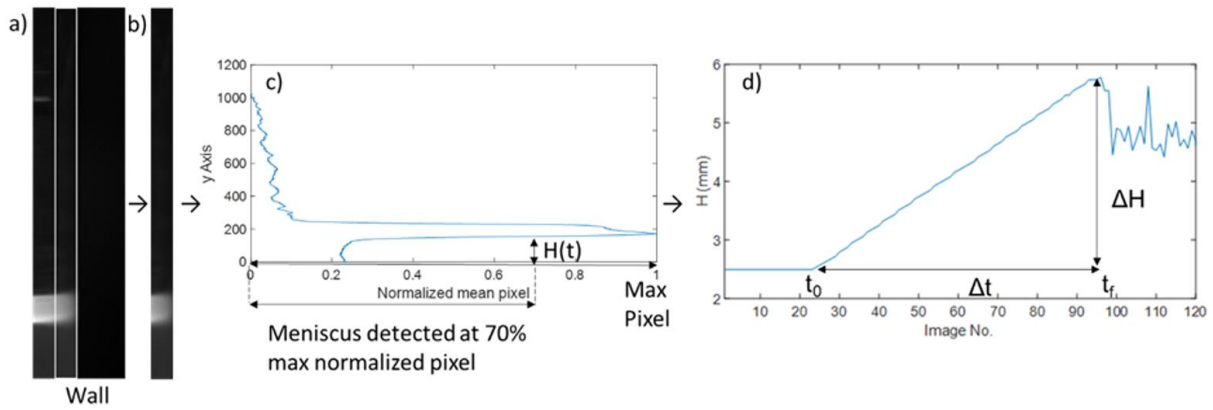 a)
b)
Wall
c)
1200
1000
800
600
400
200
0
y Axis
0
0.2
0.4
0.6
0.8
1
Normalized mean pixel
H(t)
Max
Pixel
Meniscus detected at 70%
max normalized pixel
d)
6
5
4
3
2
H (mm)
10 20 30 40 50 60 70 80 90 100 110 120
Image No.
t0
Δt
tf
ΔH